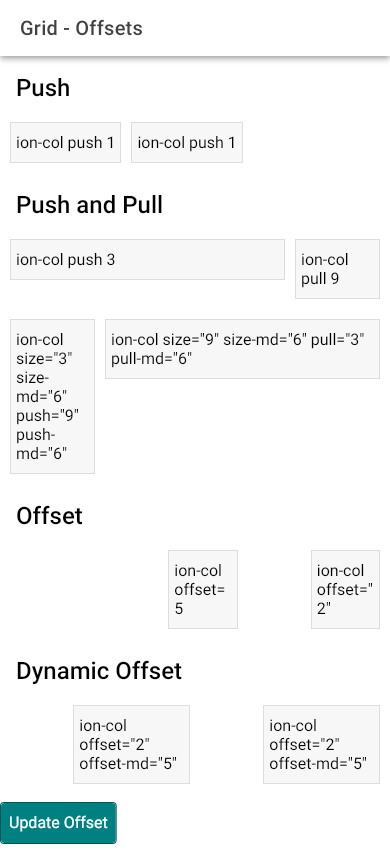 Grid - Offsets
Push
ion-col push 1
ion-col push 1
Push and Pull
ion-col push 3
ion-col
pull 9
ion-col
size="3"
size-
md="6"
push="9"
push-
md="6"
ion-col size="9" size-md="6" pull="3"
pull-md="6"
Offset
ion-col
offset=
5
ion-col
offset="
2"
Dynamic Offset
ion-col
offset="2"
offset-md="5"
ion-col
offset="2"
offset-md="5"
Update Offset